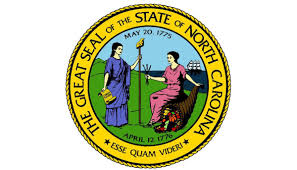 THE GREAT SEAL OF THE STATE OF NORTH CAROLINA
MAY 20, 1775
APRIL 12, 1776
ESSE QUAM VIDERI